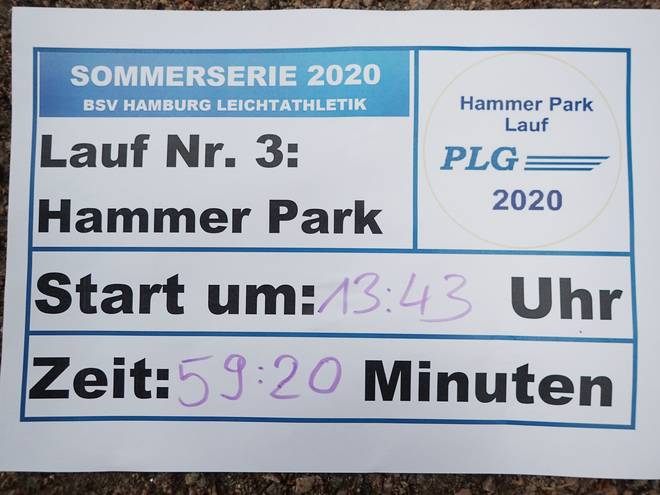 SOMMERSERIE 2020
BSV HAMBURG LEICHTATHLETIK
Lauf Nr. 3:
Hammer Park
Hammer Park
Lauf
PLG
2020
Start um: 13:43 Uhr
Zeit: 59:20 Minuten